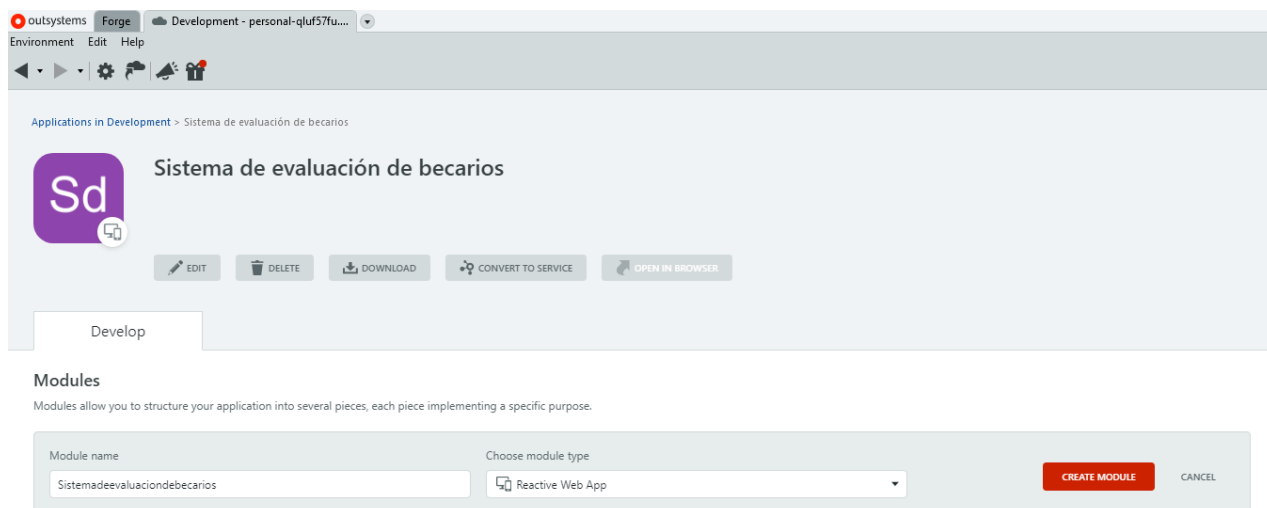 outsystems Forge Development - personal-qluf57fu....
Environment Edit Help
Applications in Development > Sistema de evaluación de becarios
Sd
Sistema de evaluación de becarios
EDIT DELETE DOWNLOAD CONVERT TO SERVICE OPEN IN BROWSER
Develop
Modules
Modules allow you to structure your application into several pieces, each piece implementing a specific purpose.
Module name Choose module type
Sistemadeevaluaciondebecarios Reactive Web App CREATE MODULE CANCEL